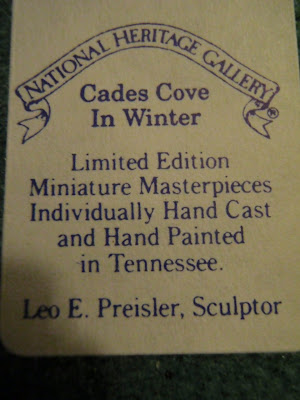 NATIONAL HERITAGE GALLERY
®
Cades Cove
In Winter
Limited Edition
Miniature Masterpieces
Individually Hand Cast
and Hand Painted
in Tennessee.
Leo E. Preisler, Sculptor